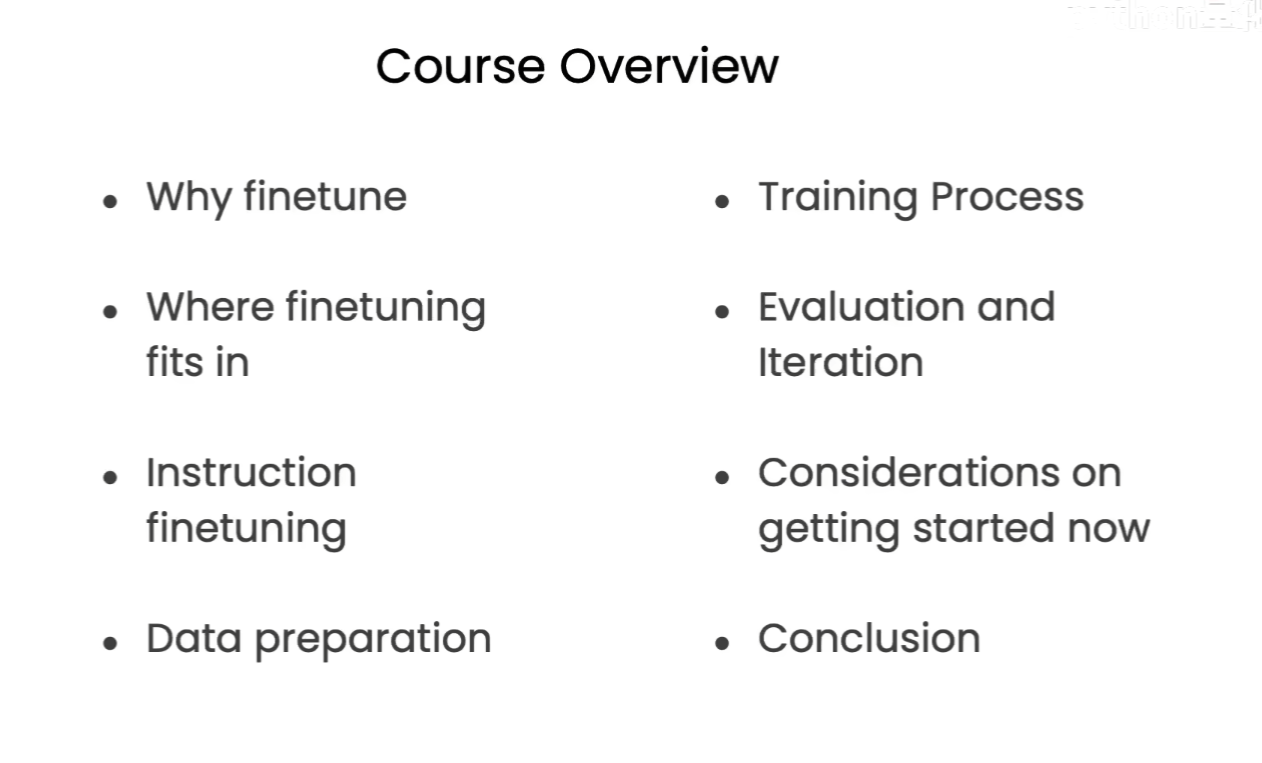 Course Overview
• Why finetune
• Where finetuning
fits in
• Instruction
finetuning
• Data preparation
• Training Process
• Evaluation and
Iteration
• Considerations on
getting started now
• Conclusion